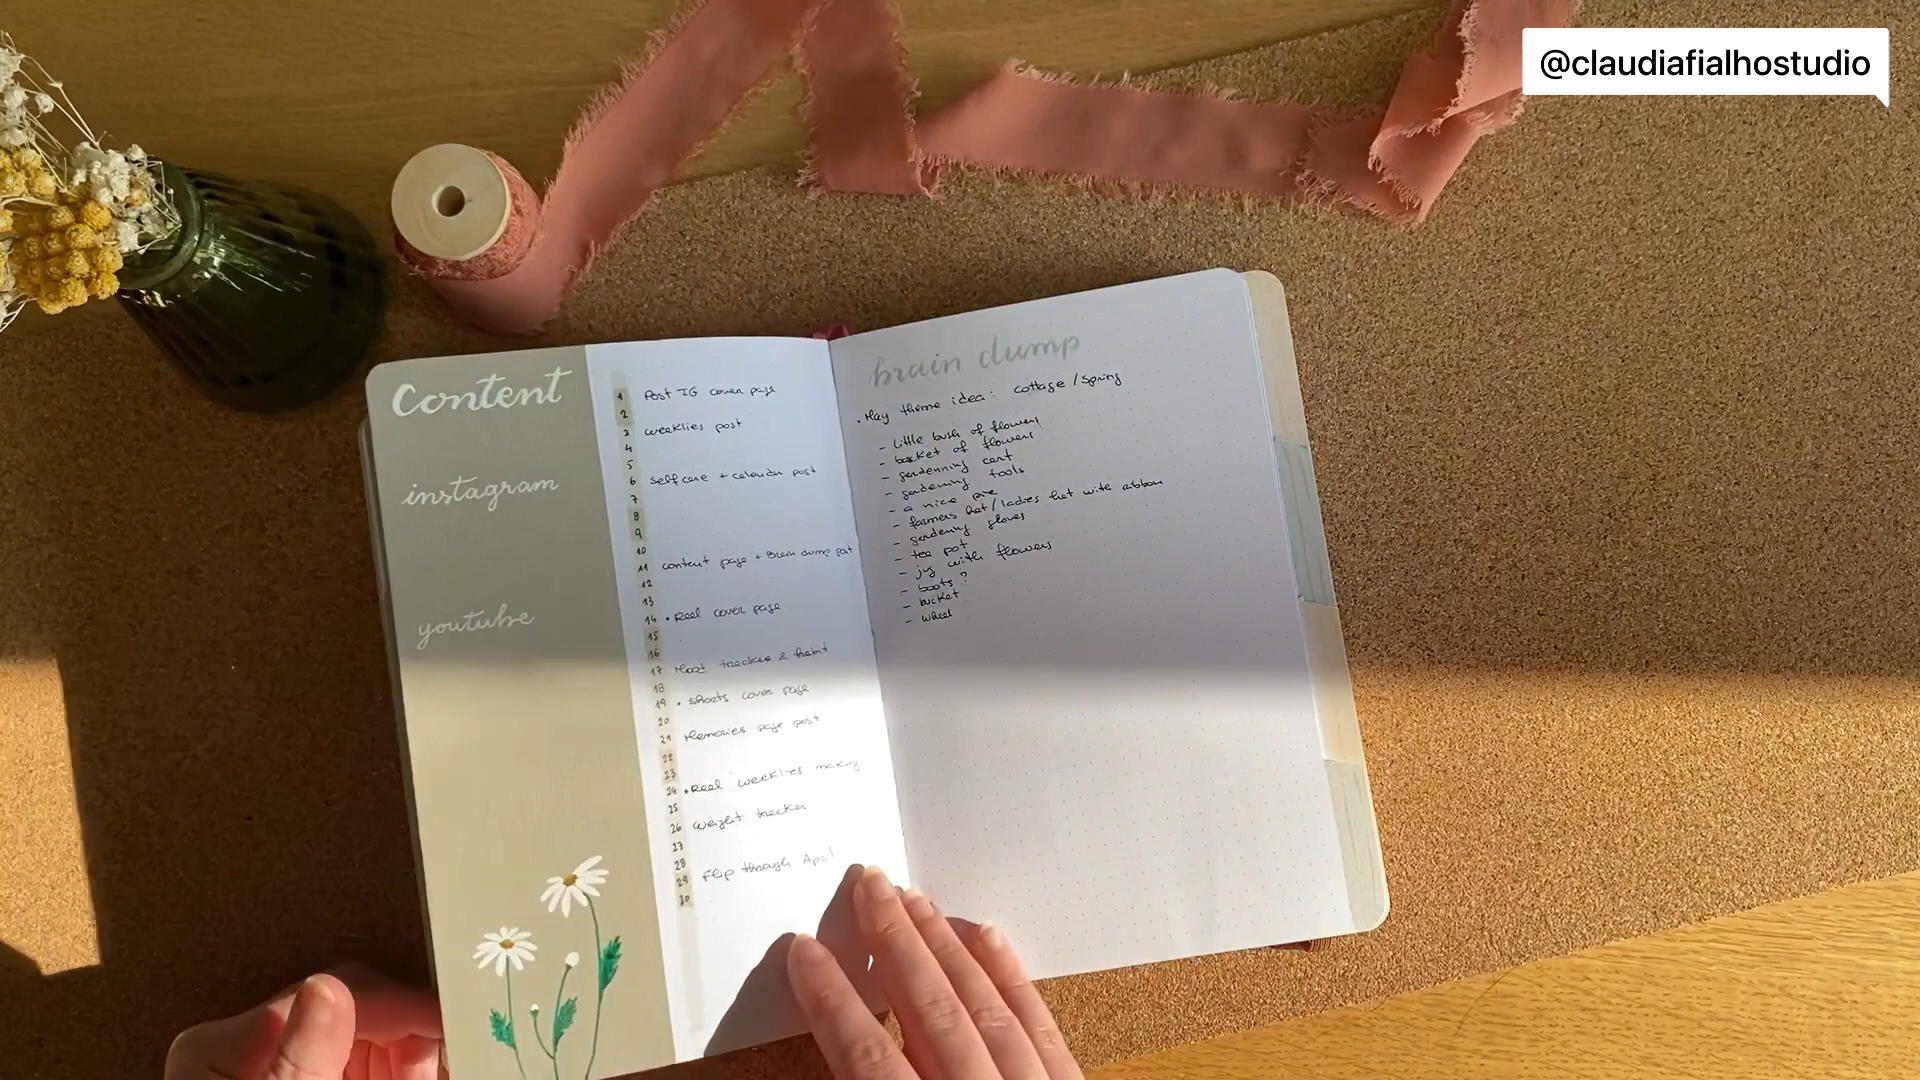 @claudiafialhostudio
Content
instagram
youtube
1 Post IG cover page
2
3 weeklies post
4
5
6 selfcare + calendar post
7
8
9
10
11 content page + Brain dump post
12
13
14 • Reel cover page
15
16
17 Mood tracker & habit
18
19 • shorts cover page
20
21 Memories page post
22
23
24 • Reel weeklies making
25
26 weight tracker
27
28
29 Flip through April
30
brain dump
• May theme idea: cottage / spring
- little bush of flowers
- basket of flowers
- gardenning cart
- gardening tools
- a nice pie
- farmers hat / ladies hat with ribbon
- gardening gloves
- tea pot
- jug with flowers
- boots ?
- bucket
- wheel